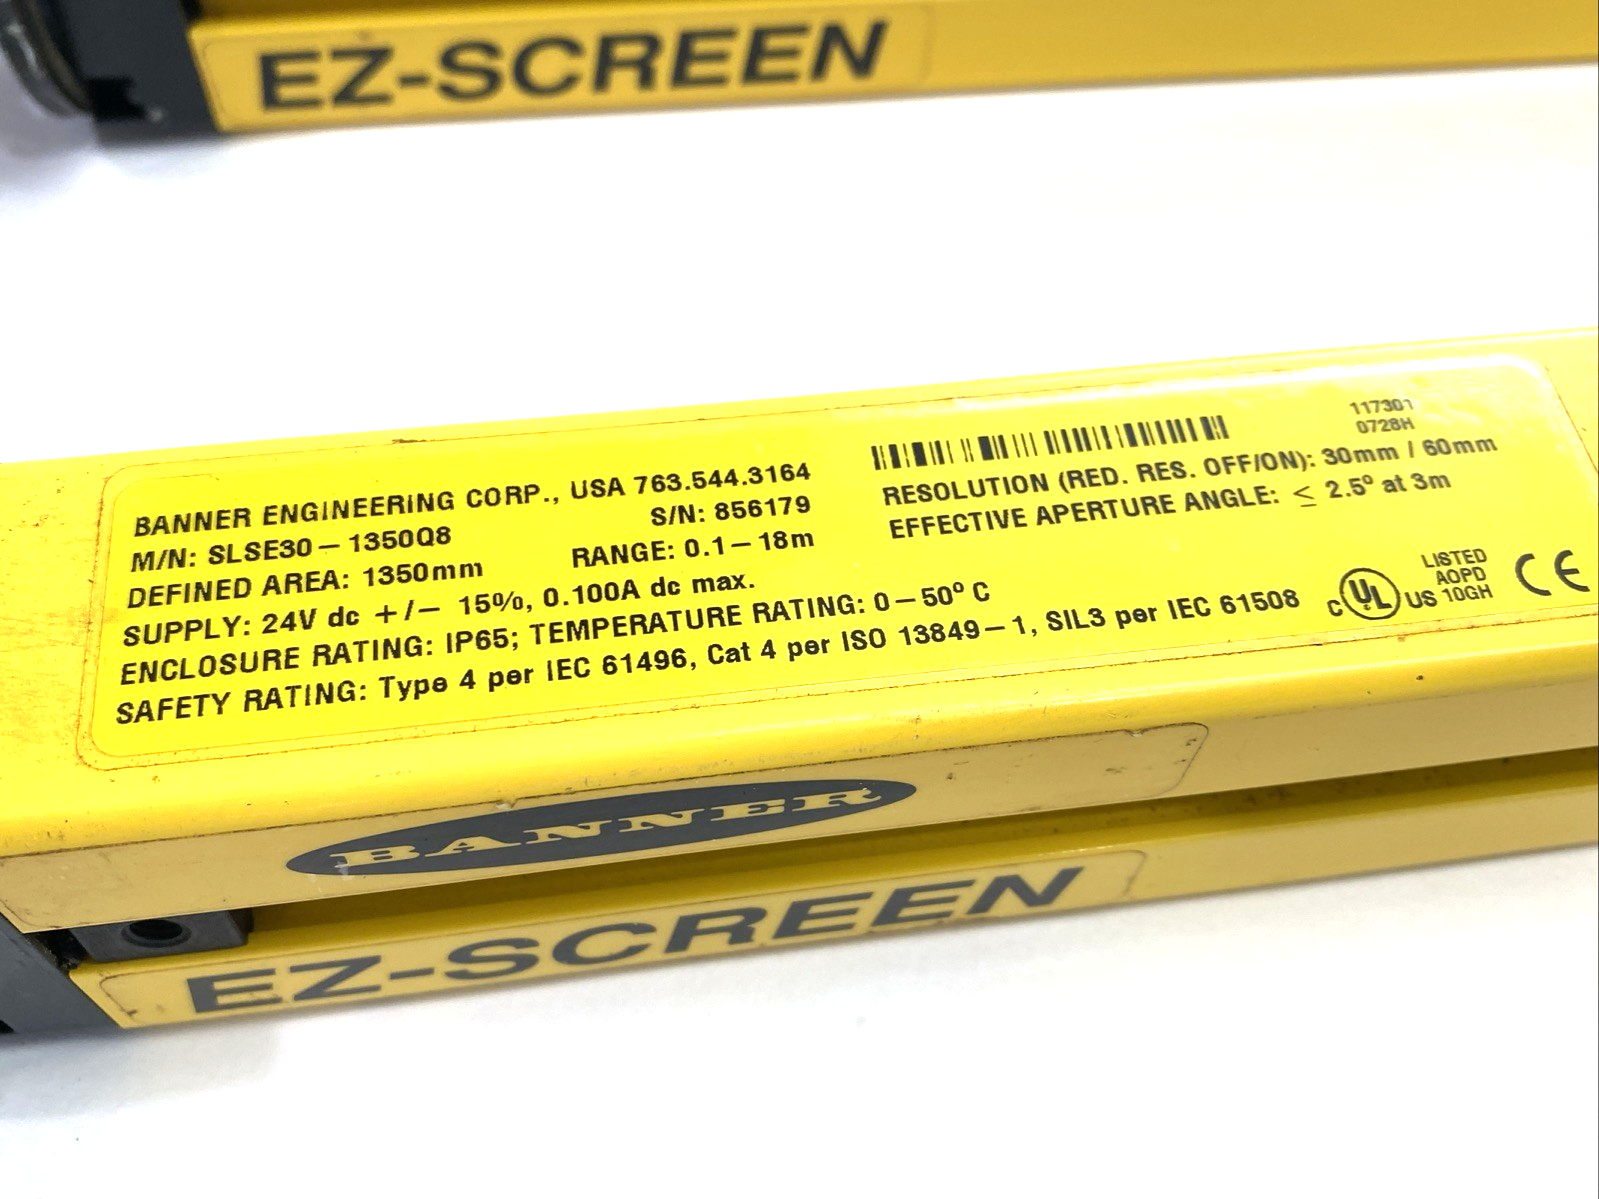 EZ-SCREEN
BANNER ENGINEERING CORP., USA 763.544.3164
M/N: SLSE30-1350Q8 S/N: 856179
DEFINED AREA: 1350mm RANGE: 0.1-18m
SUPPLY: 24V dc +/- 15%, 0.100A dc max.
ENCLOSURE RATING: IP65; TEMPERATURE RATING: 0-50° C
SAFETY RATING: Type 4 per IEC 61496, Cat 4 per ISO 13849-1, SIL3 per IEC 61508
117301
0728H
RESOLUTION (RED. RES. OFF/ON): 30mm / 60mm
EFFECTIVE APERTURE ANGLE: ≤ 2.5° at 3m
C UL US
LISTED
AOPD
10GH
CE
BANNER
EZ-SCREEN